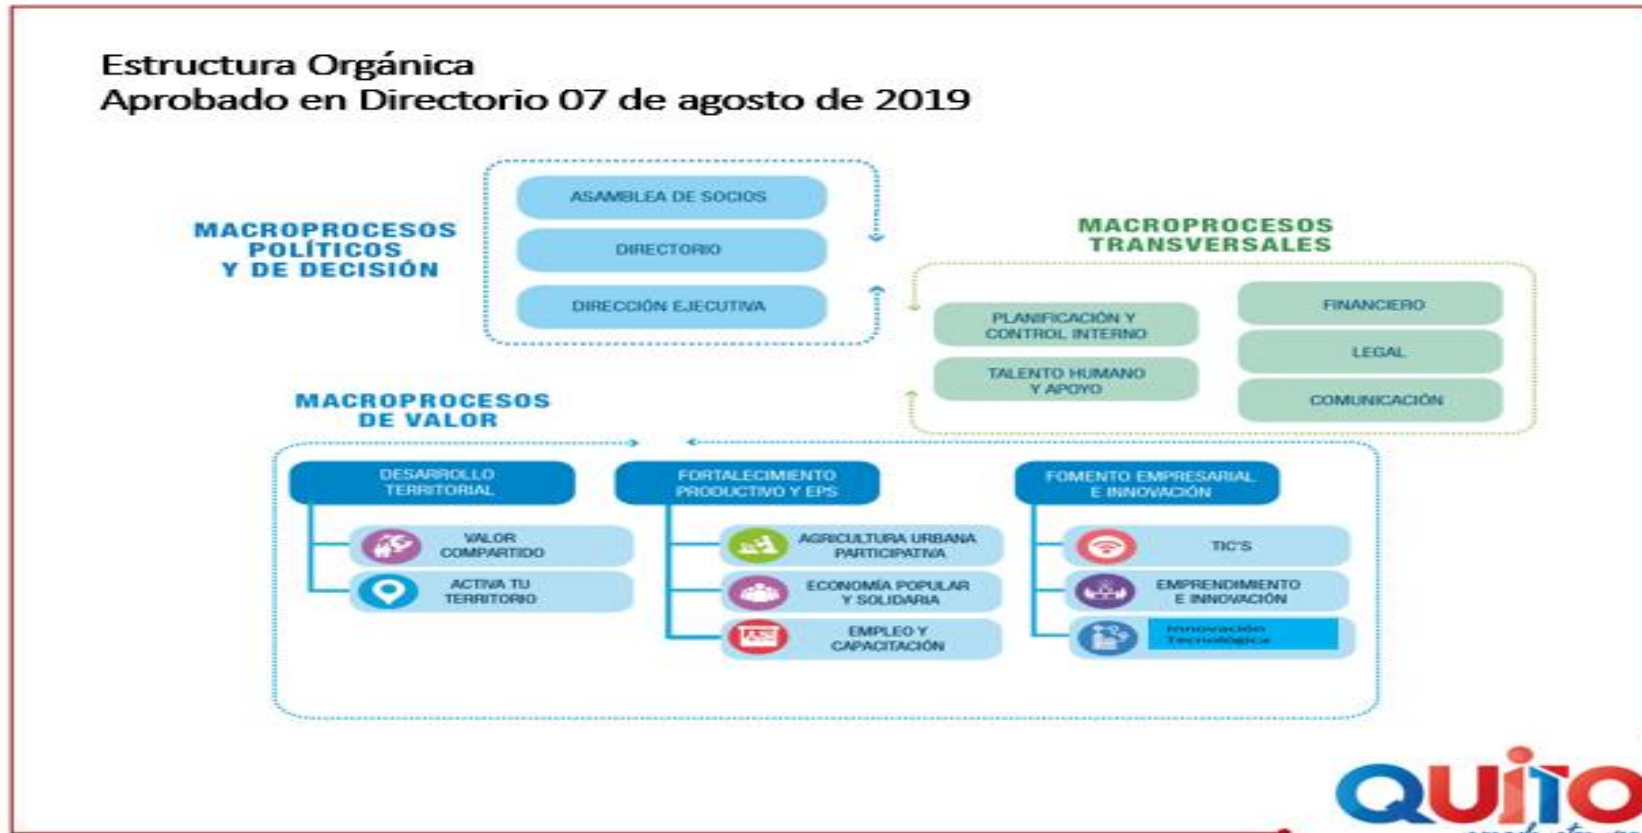 Estructura Orgánica
Aprobado en Directorio 07 de agosto de 2019
MACROPROCESOS
POLÍTICOS
Y DE DECISIÓN
ASAMBLEA DE SOCIOS
DIRECTORIO
DIRECCIÓN EJECUTIVA
MACROPROCESOS
TRANSVERSALES
PLANIFICACIÓN Y
CONTROL INTERNO
TALENTO HUMANO
Y APOYO
FINANCIERO
LEGAL
COMUNICACIÓN
MACROPROCESOS
DE VALOR
DESARROLLO
TERRITORIAL
VALOR
COMPARTIDO
ACTIVA TU
TERRITORIO
FORTALECIMIENTO
PRODUCTIVO Y EPS
AGRICULTURA URBANA
PARTICIPATIVA
ECONOMÍA POPULAR
Y SOLIDARIA
EMPLEO Y
CAPACITACIÓN
FOMENTO EMPRESARIAL
E INNOVACIÓN
TIC'S
EMPRENDIMIENTO
E INNOVACIÓN
Innovación
Tecnológica
QUITO